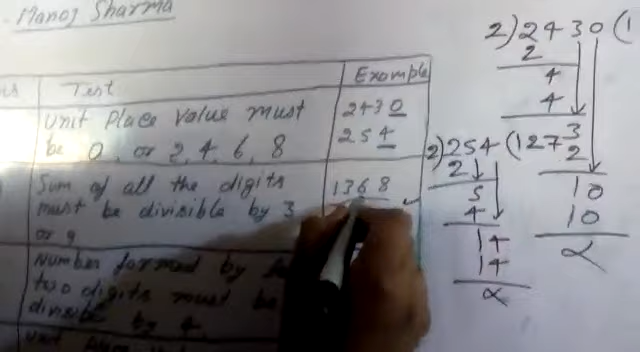 Manoj Sharma
Test
Example
Unit Place Value must
be 0, or 2, 4, 6, 8
2430
254
Sum of all the digits
must be divisible by 3
or 9
1368
Number formed by
two digits must be
divisible by 4
Unit Place
2)2430(1
2
4
4
3
2
10
10
2)254(127
2
5
4
14
14